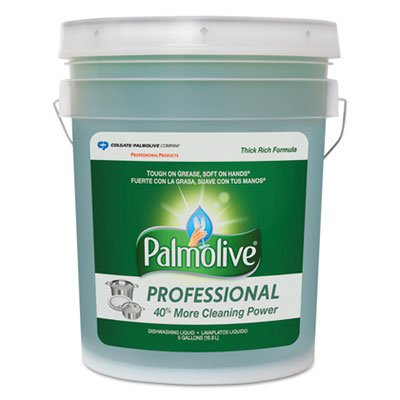 COLGATE-PALMOLIVE COMPANY
PROFESSIONAL PRODUCTS
Thick Rich Formula
TOUGH ON GREASE, SOFT ON HANDS®
FUERTE CON LA GRASA, SUAVE CON TUS MANOS®
Palmolive®
PROFESSIONAL
40% More Cleaning Power
DISHWASHING LIQUID • LAVAPLATOS LIQUIDO
5 GALLONS (18.9 L)